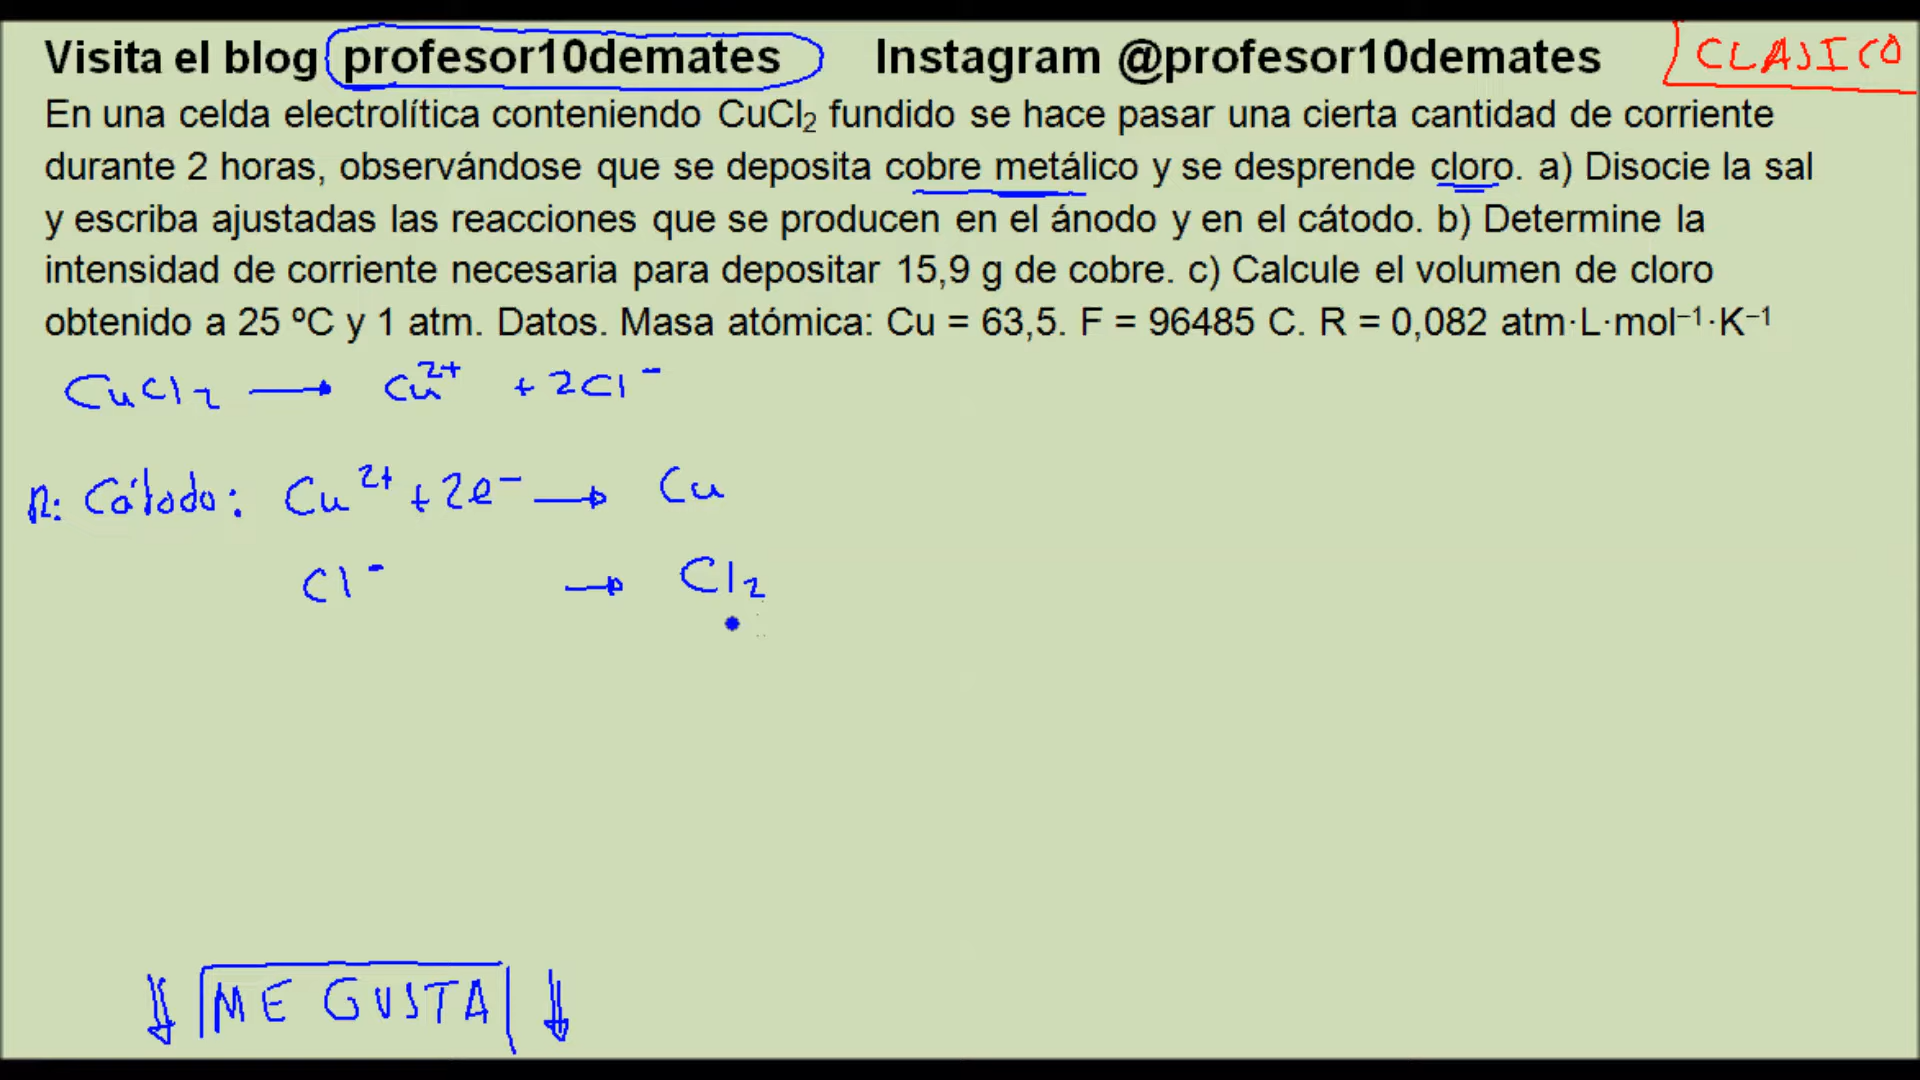 Visita el blog profesor10demates Instagram @profesor10demates CLASICO
En una celda electrolítica conteniendo CuCl₂ fundido se hace pasar una cierta cantidad de corriente
durante 2 horas, observándose que se deposita cobre metálico y se desprende cloro. a) Disocie la sal
y escriba ajustadas las reacciones que se producen en el ánodo y en el cátodo. b) Determine la
intensidad de corriente necesaria para depositar 15,9 g de cobre. c) Calcule el volumen de cloro
obtenido a 25 ºC y 1 atm. Datos. Masa atómica: Cu = 63,5. F = 96485 C. R = 0,082 atm·L·mol⁻¹·K⁻¹
CuCl₂ → Cu²⁺ + 2Cl⁻
R: Cátodo: Cu²⁺ + 2e⁻ → Cu
Cl⁻ → Cl₂
ME GUSTA